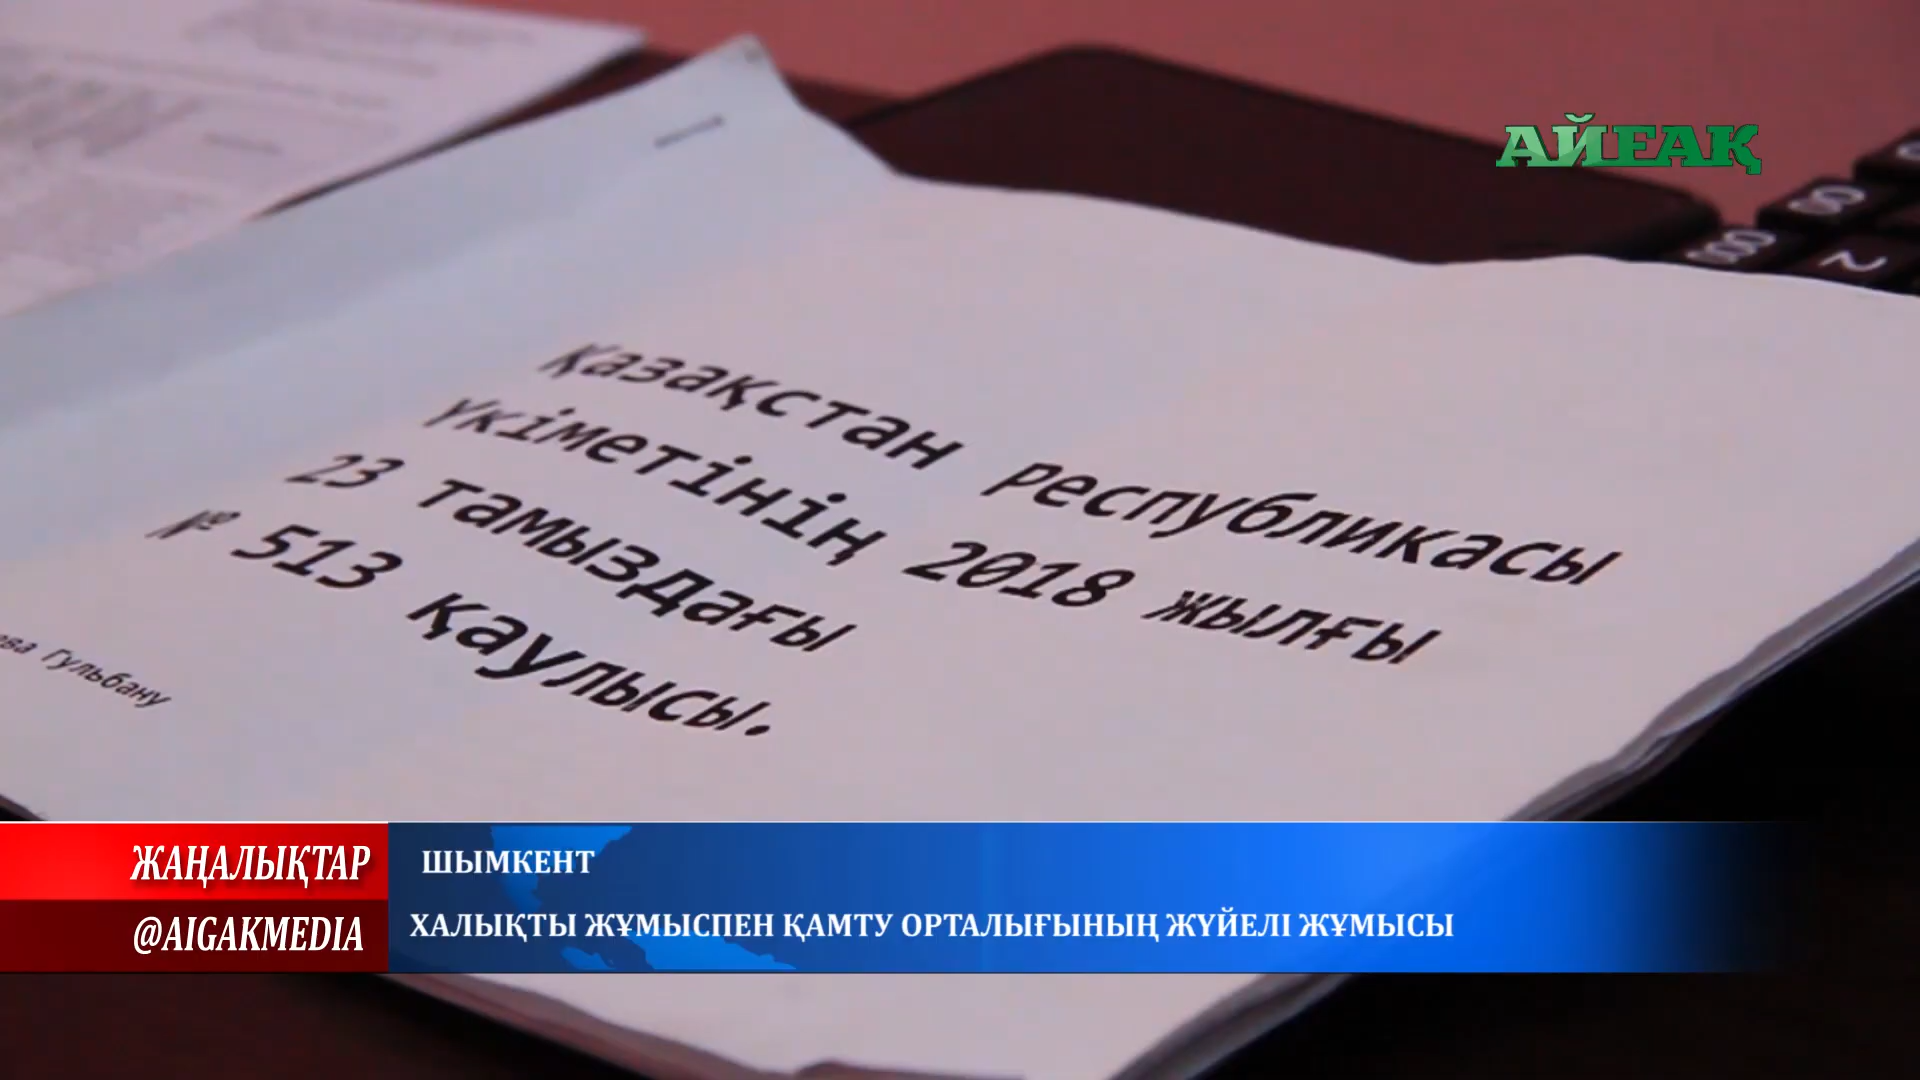 АЙҒАҚ
Қазақстан республикасы
Үкіметінің 2018 жылғы
23 тамыздағы
№ 513 қаулысы.
Гульбану
ЖАҢАЛЫҚТАР
ШЫМКЕНТ
@AIGAKMEDIA
ХАЛЫҚТЫ ЖҰМЫСПЕН ҚАМТУ ОРТАЛЫҒЫНЫҢ ЖҮЙЕЛІ ЖҰМЫСЫ